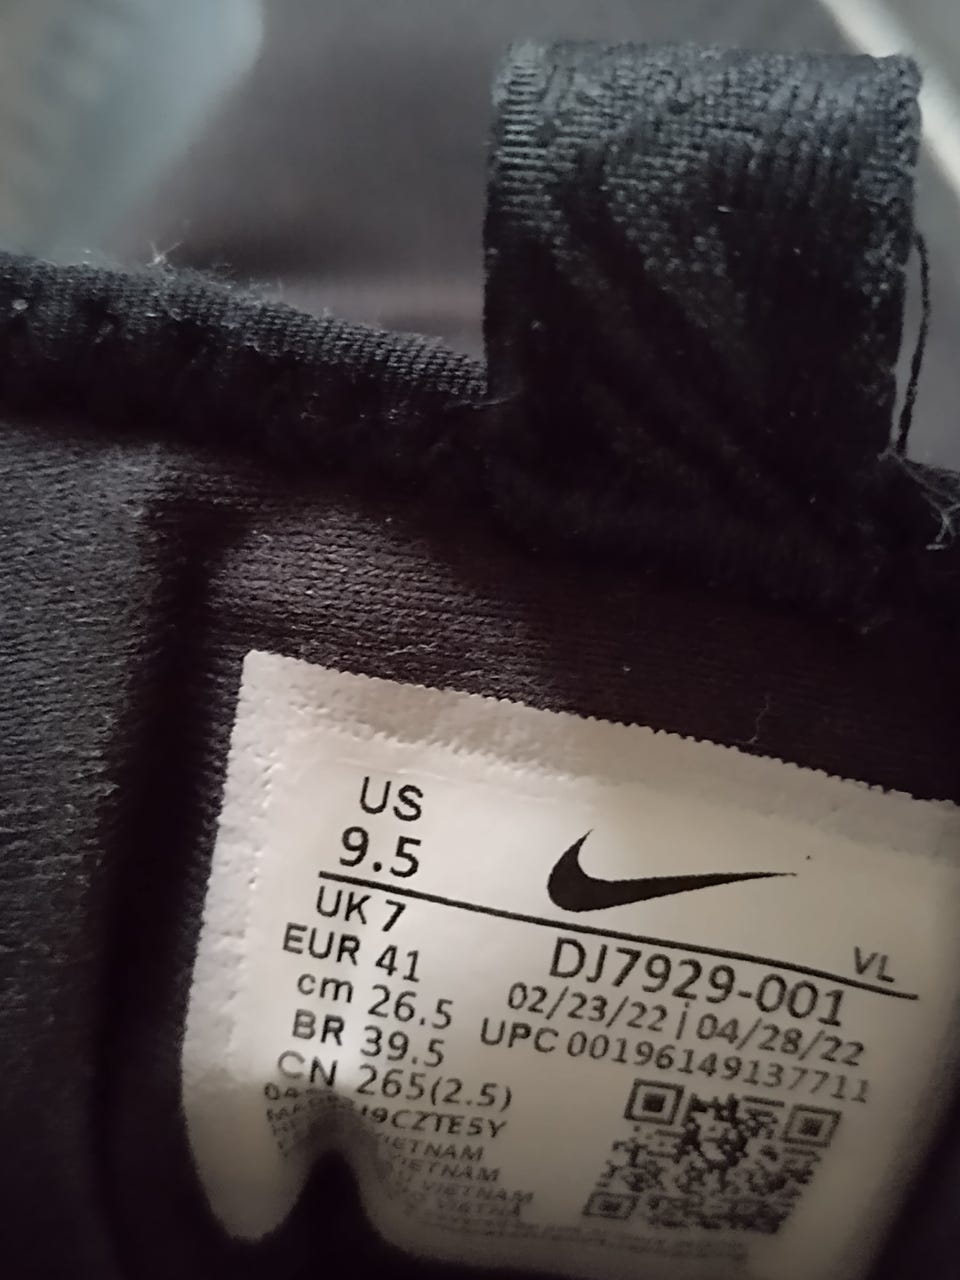 US
9.5
UK 7
EUR 41
cm 26.5
BR 39.5
CN 265(2.5)
VL
DJ7929-001
02/23/22 | 04/28/22
UPC 00196149137711
VIETNAM